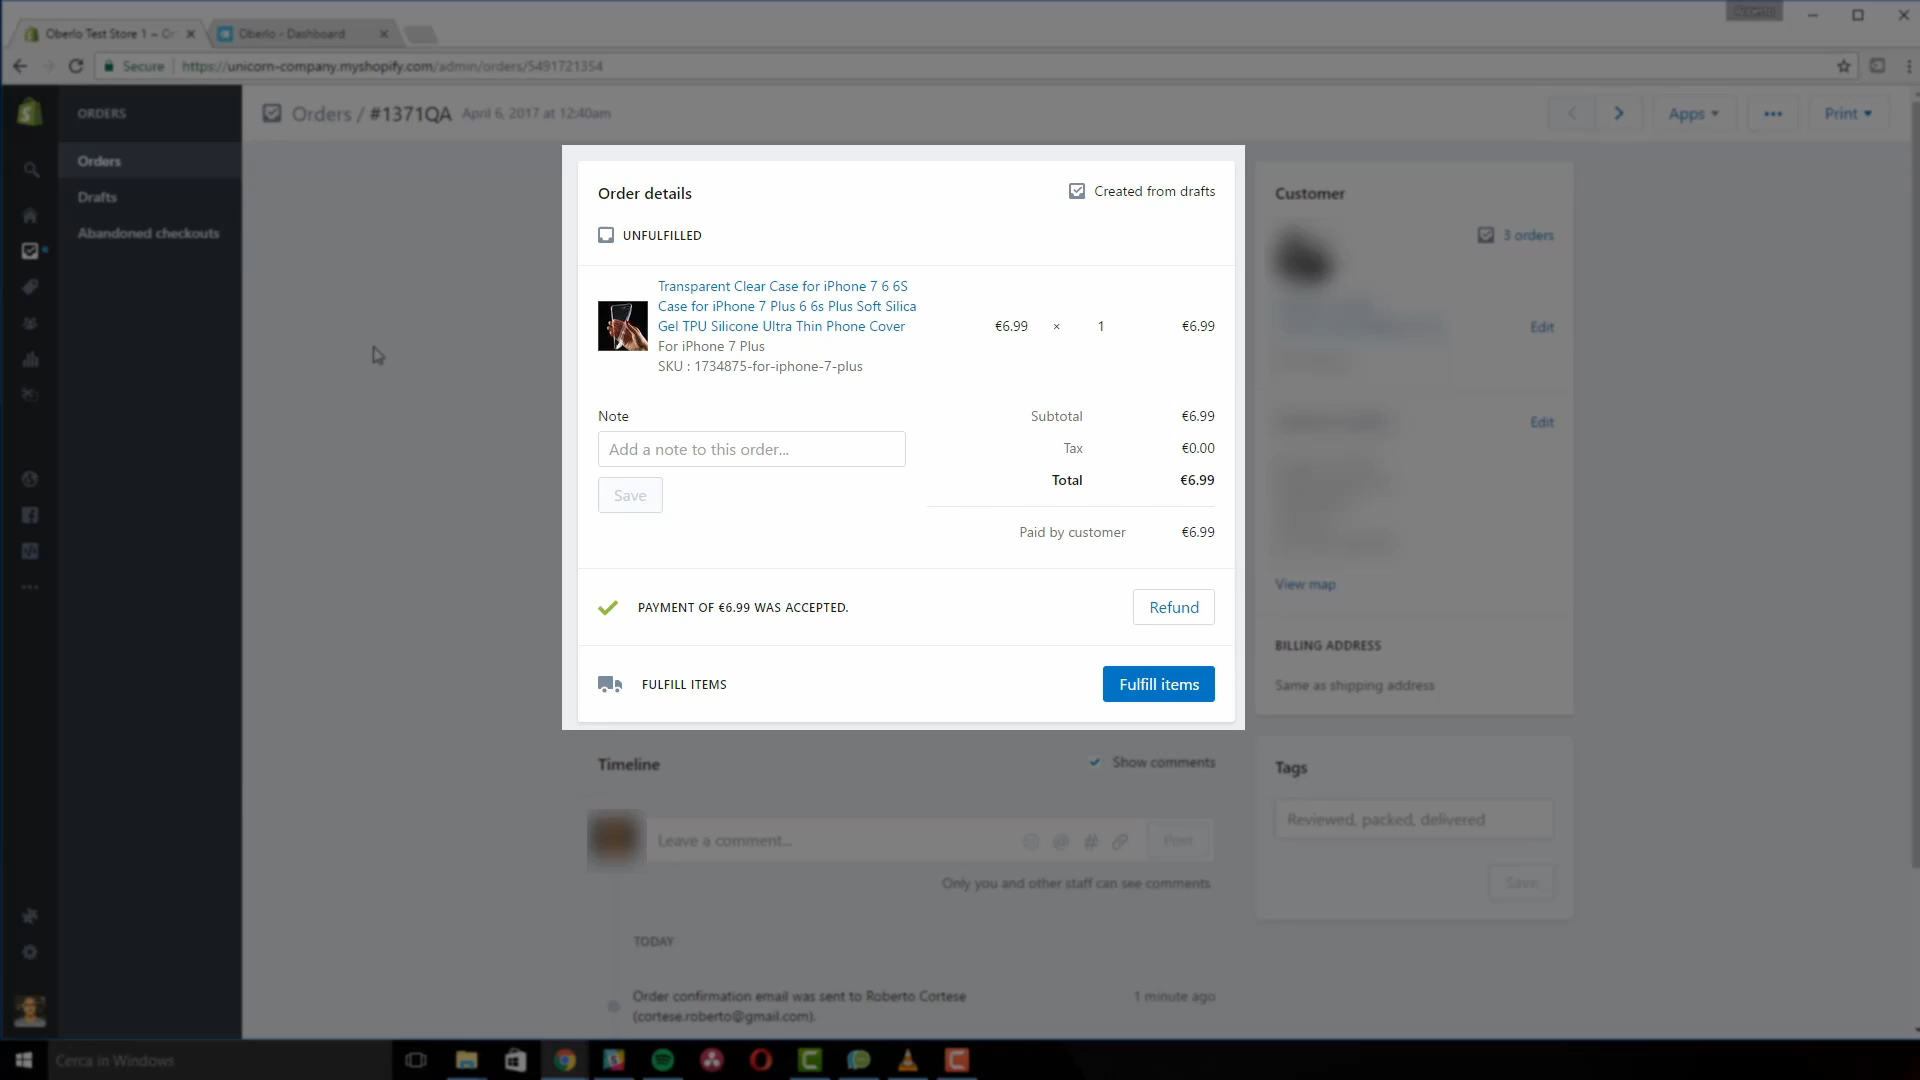 Oberlo Test Store 1 ~ Or
Oberlo - Dashboard
Secure
https://unicorn-company.myshopify.com/admin/orders/5491721354
ORDERS
Orders
Drafts
Abandoned checkouts
Orders / #1371QA April 6, 2017 at 12:40am
Apps
Print
Order details
Created from drafts
UNFULFILLED
Transparent Clear Case for iPhone 7 6 6S
Case for iPhone 7 Plus 6 6s Plus Soft Silica
Gel TPU Silicone Ultra Thin Phone Cover
For iPhone 7 Plus
SKU : 1734875-for-iphone-7-plus
€6.99 × 1 €6.99
Note
Add a note to this order...
Save
Subtotal €6.99
Tax €0.00
Total €6.99
Paid by customer €6.99
PAYMENT OF €6.99 WAS ACCEPTED.
Refund
FULFILL ITEMS
Fulfill items
Customer
3 orders
Edit
Edit
View map
BILLING ADDRESS
Same as shipping address
Tags
Reviewed, packed, delivered
Save
Timeline
Show comments
Leave a comment...
Post
Only you and other staff can see comments.
TODAY
Order confirmation email was sent to Roberto Cortese
(cortese.roberto@gmail.com).
1 minute ago
Cerca in Windows